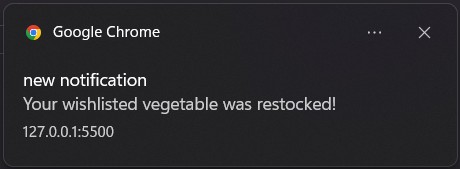 Google Chrome
new notification
Your wishlisted vegetable was restocked!
127.0.0.1:5500